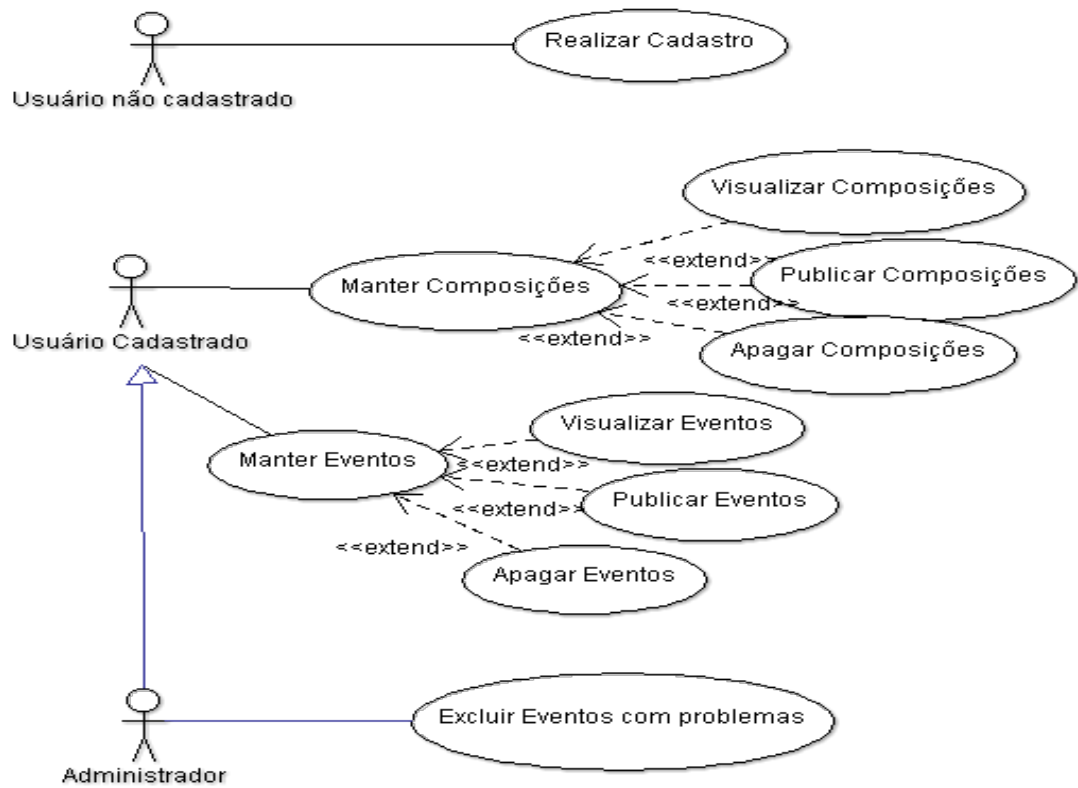 Realizar Cadastro
Usuário não cadastrado
Visualizar Composições
<<extend>>
Publicar Composições
Manter Composições
<<extend>>
<<extend>>
Apagar Composições
Usuário Cadastrado
Visualizar Eventos
Manter Eventos
<<extend>>
Publicar Eventos
<<extend>>
<<extend>>
Apagar Eventos
Excluir Eventos com problemas
Administrador